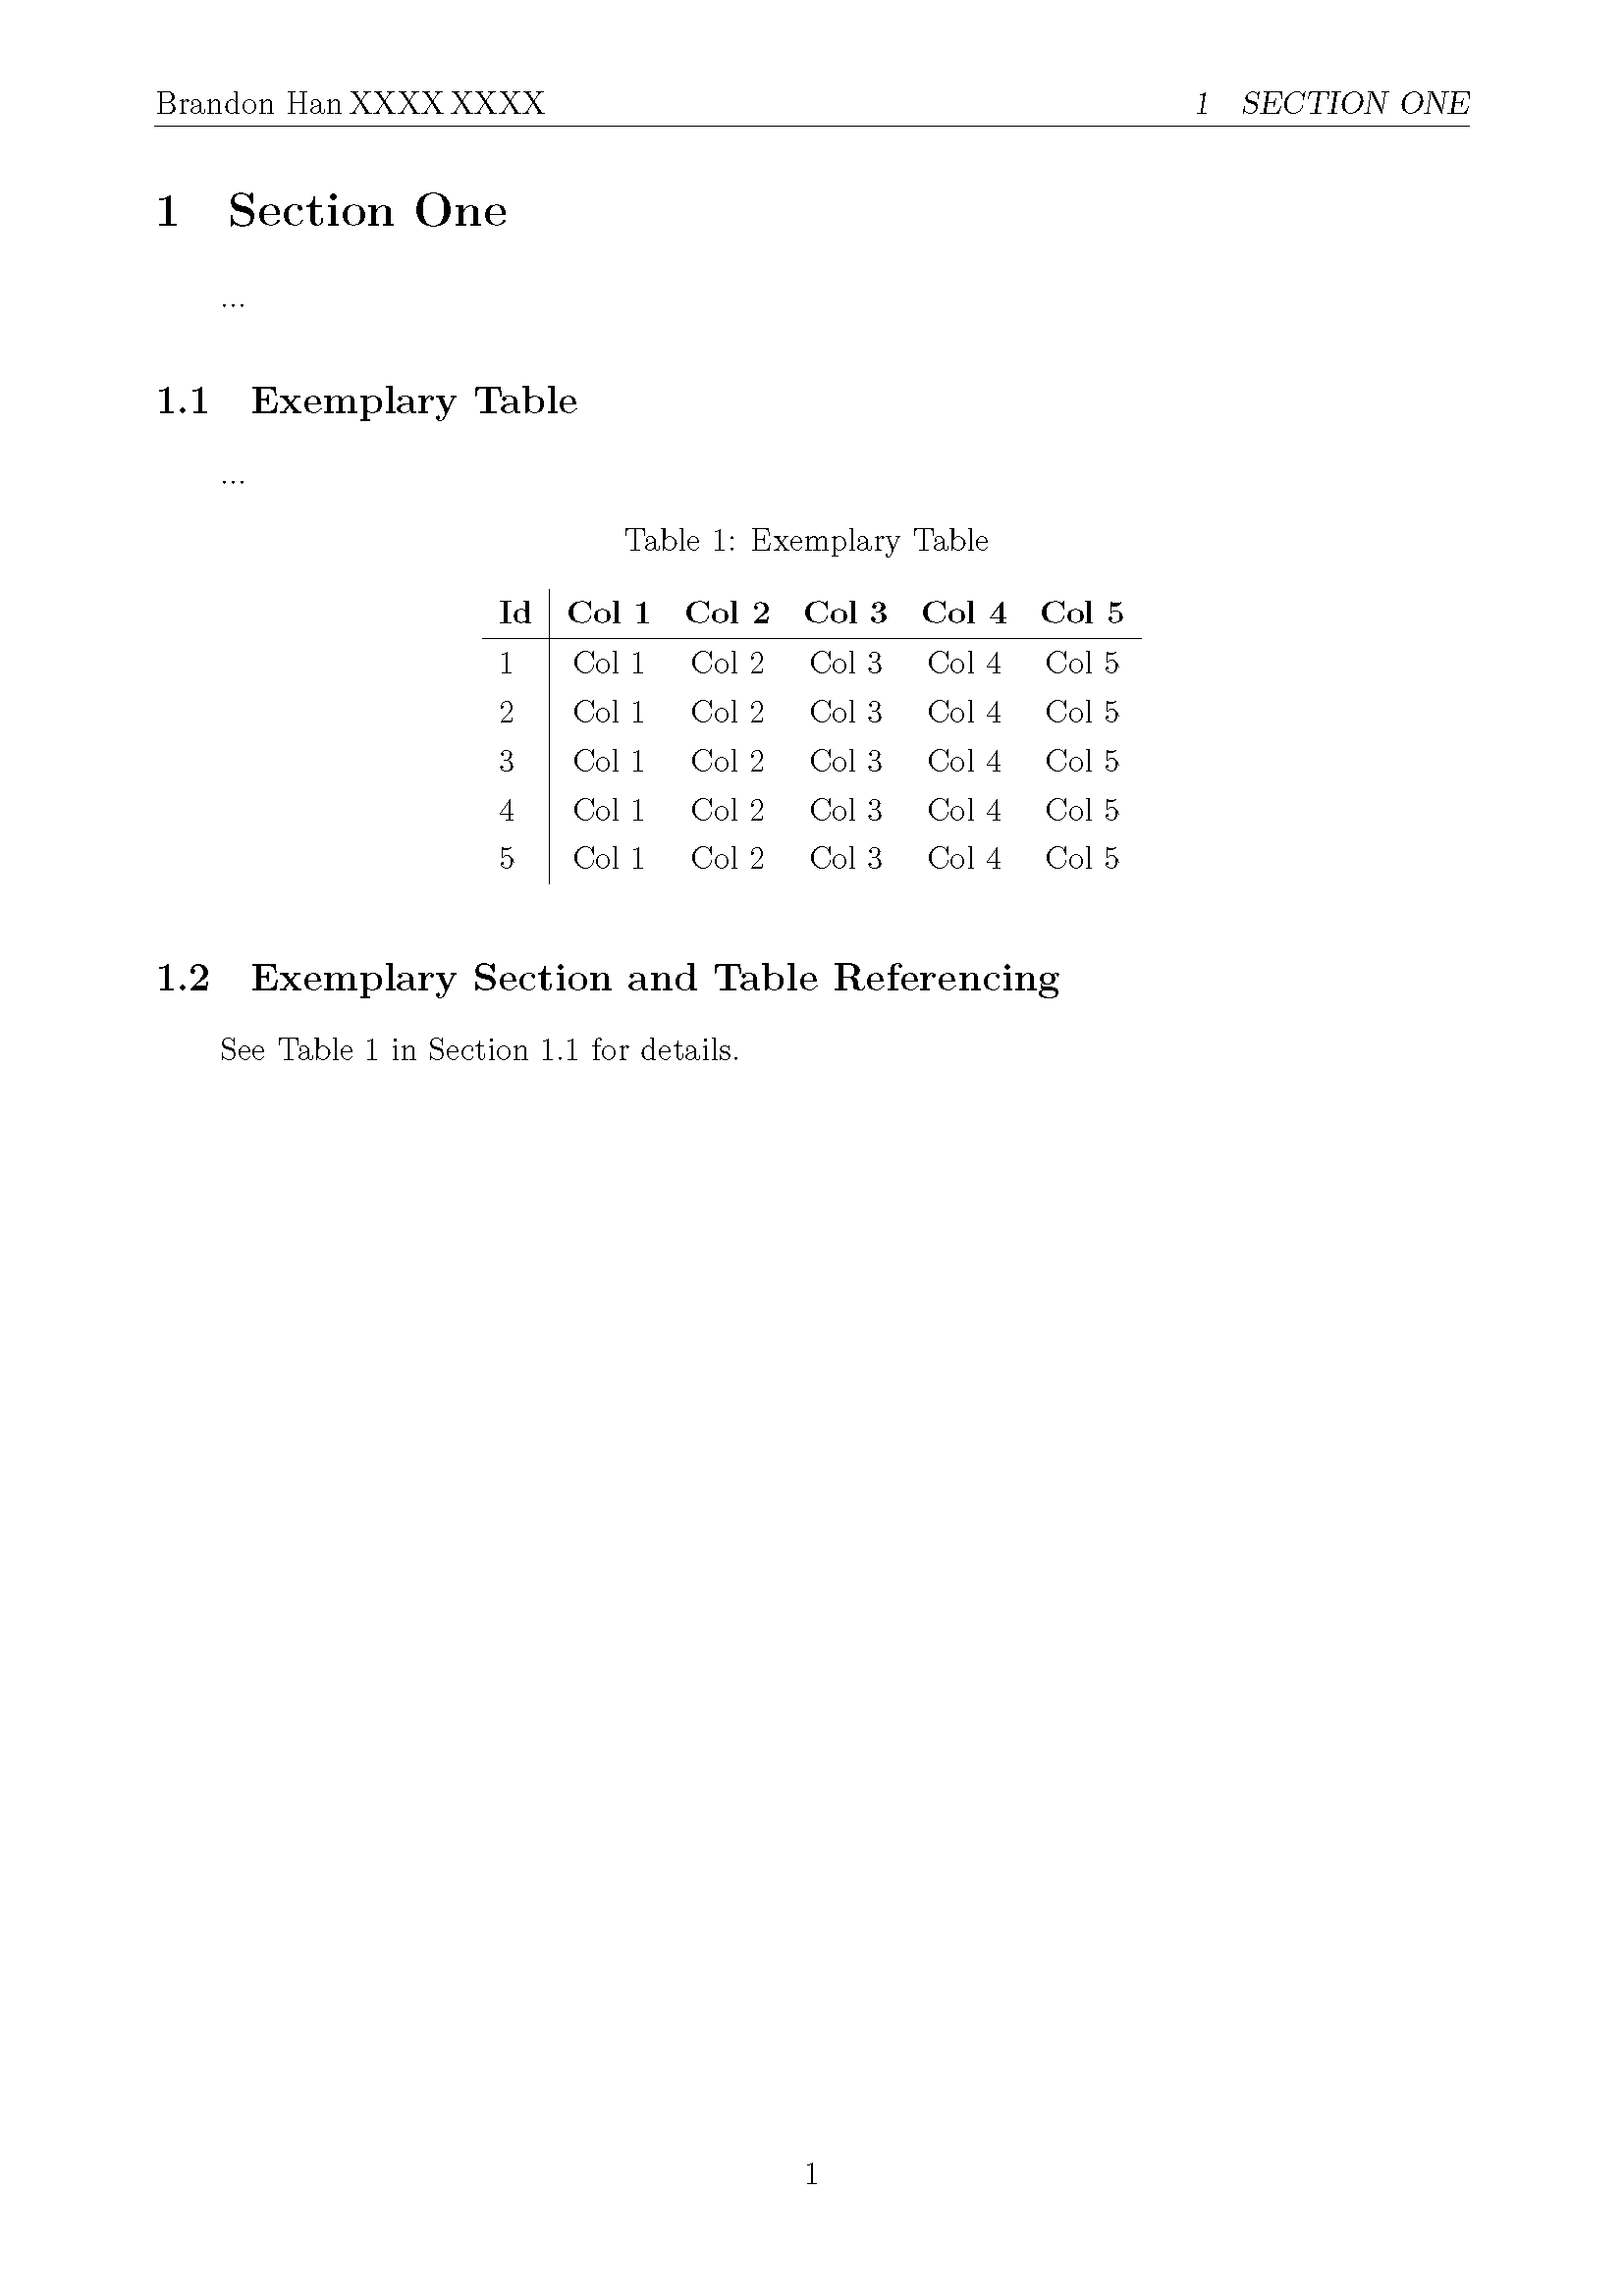 Brandon Han XXXX XXXX 1 SECTION ONE
1 Section One
...
1.1 Exemplary Table
...
Table 1: Exemplary Table
Id Col 1 Col 2 Col 3 Col 4 Col 5
1 Col 1 Col 2 Col 3 Col 4 Col 5
2 Col 1 Col 2 Col 3 Col 4 Col 5
3 Col 1 Col 2 Col 3 Col 4 Col 5
4 Col 1 Col 2 Col 3 Col 4 Col 5
5 Col 1 Col 2 Col 3 Col 4 Col 5
1.2 Exemplary Section and Table Referencing
See Table 1 in Section 1.1 for details.
1